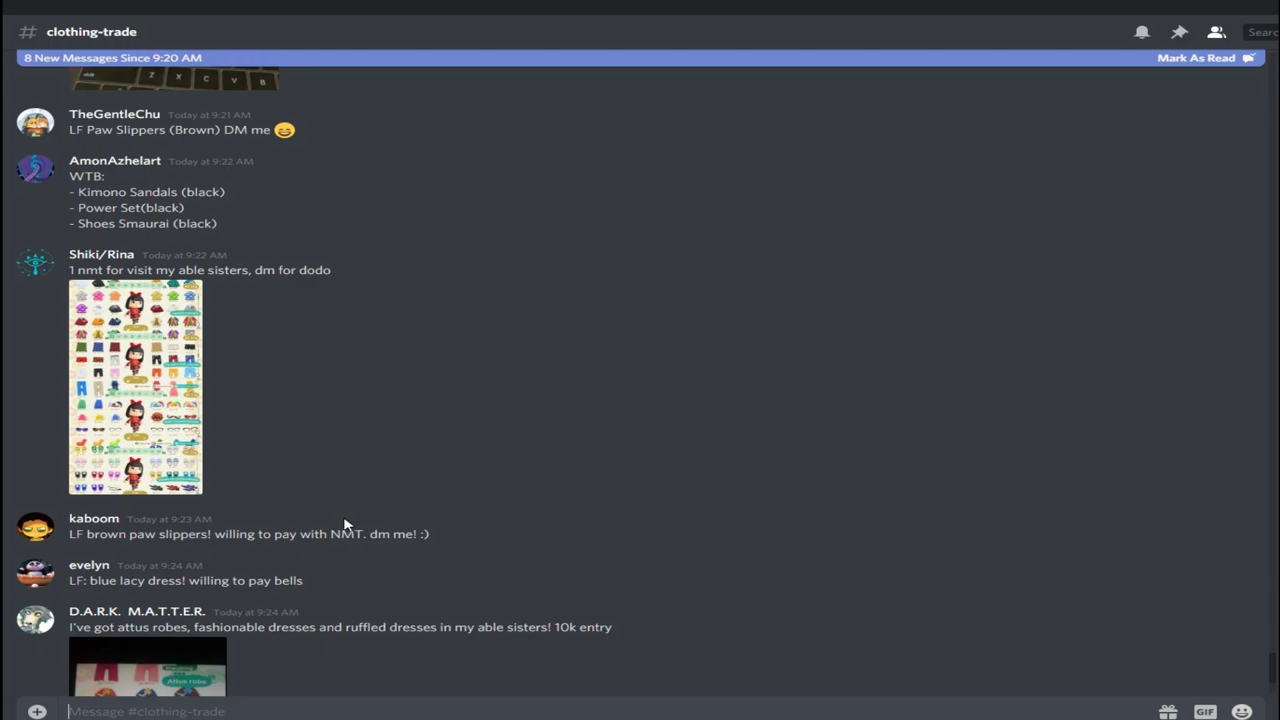 # clothing-trade
Searc
8 New Messages Since 9:20 AM
Mark As Read
Z X C V B
TheGentleChu Today at 9:21 AM
LF Paw Slippers (Brown) DM me
AmonAzhelart Today at 9:22 AM
WTB:
- Kimono Sandals (black)
- Power Set(black)
- Shoes Smaurai (black)
Shiki/Rina Today at 9:22 AM
1 nmt for visit my able sisters, dm for dodo
kaboom Today at 9:23 AM
LF brown paw slippers! willing to pay with NMT. dm me! :)
evelyn Today at 9:24 AM
LF: blue lacy dress! willing to pay bells
D.A.R.K. M.A.T.T.E.R. Today at 9:24 AM
I've got attus robes, fashionable dresses and ruffled dresses in my able sisters! 10k entry
Attus robe
Message #clothing-trade
GIF